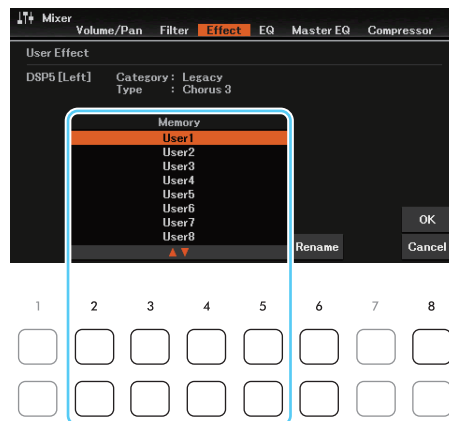 Mixer
Volume/Pan Filter Effect EQ Master EQ Compressor
User Effect
DSP5 [Left] Category : Legacy
Type : Chorus 3
Memory
User1
User2
User3
User4
User5
User6
User7
User8
OK
Rename Cancel
1 2 3 4 5 6 7 8